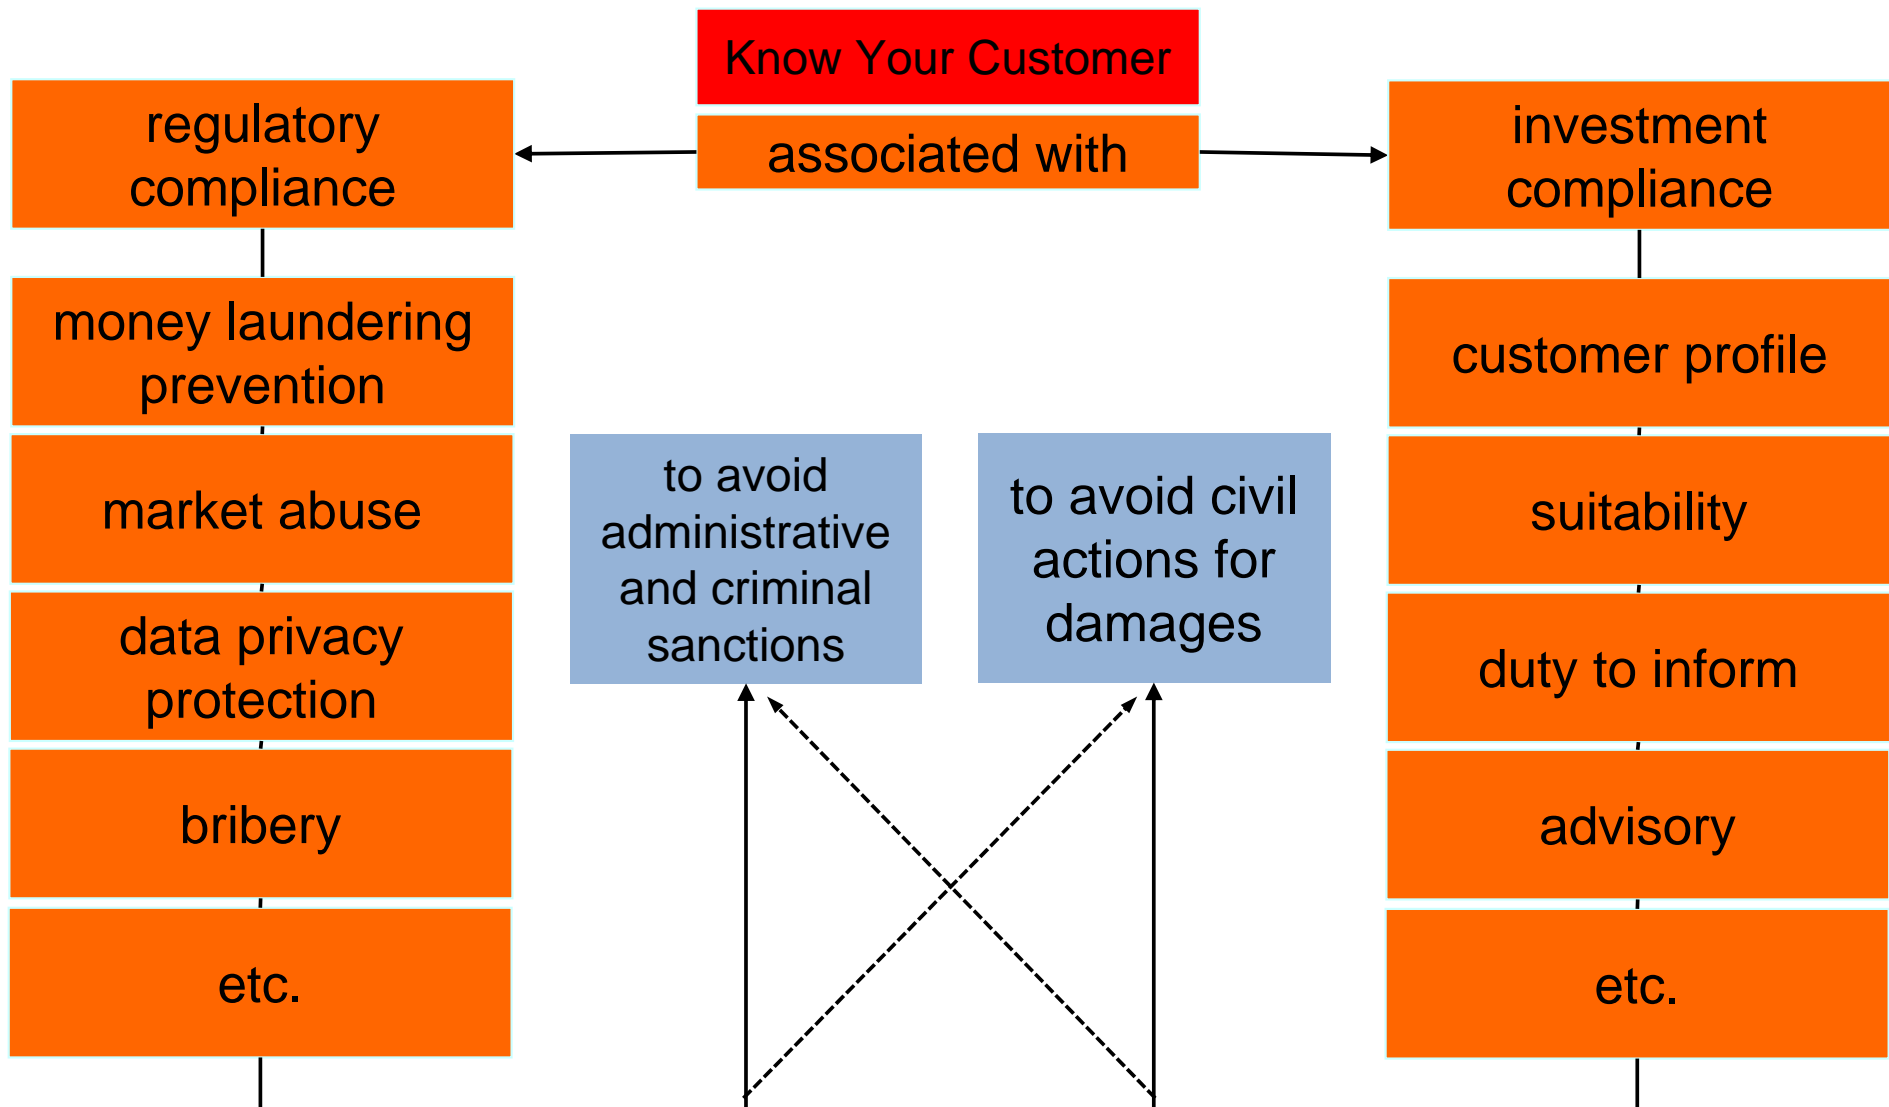 Know Your Customer
associated with
regulatory
compliance
money laundering
prevention
market abuse
data privacy
protection
bribery
etc.
to avoid
administrative
and criminal
sanctions
to avoid civil
actions for
damages
investment
compliance
customer profile
suitability
duty to inform
advisory
etc.